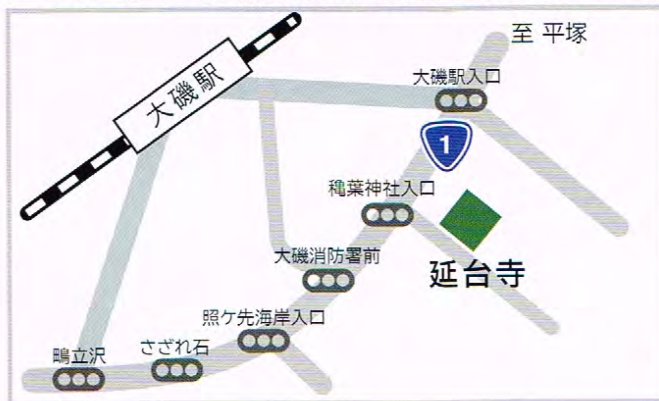 至 平塚
大磯駅
大磯駅入口
1
穐葉神社入口
延台寺
大磯消防署前
照ケ先海岸入口
さざれ石
鴫立沢